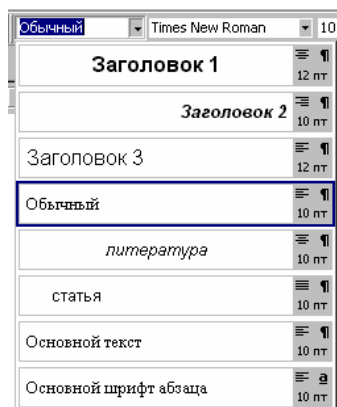 Обычный Times New Roman 10
Заголовок 1 ¶ 12 пт
Заголовок 2 ¶ 10 пт
Заголовок 3 ¶ 12 пт
Обычный ¶ 10 пт
литература ¶ 10 пт
статья ¶ 10 пт
Основной текст ¶ 10 пт
Основной шрифт абзаца a 10 пт